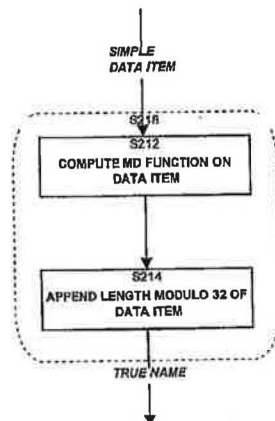 SIMPLE
DATA ITEM
S216
S212
COMPUTE MD FUNCTION ON
DATA ITEM
S214
APPEND LENGTH MODULO 32 OF
DATA ITEM
TRUE NAME